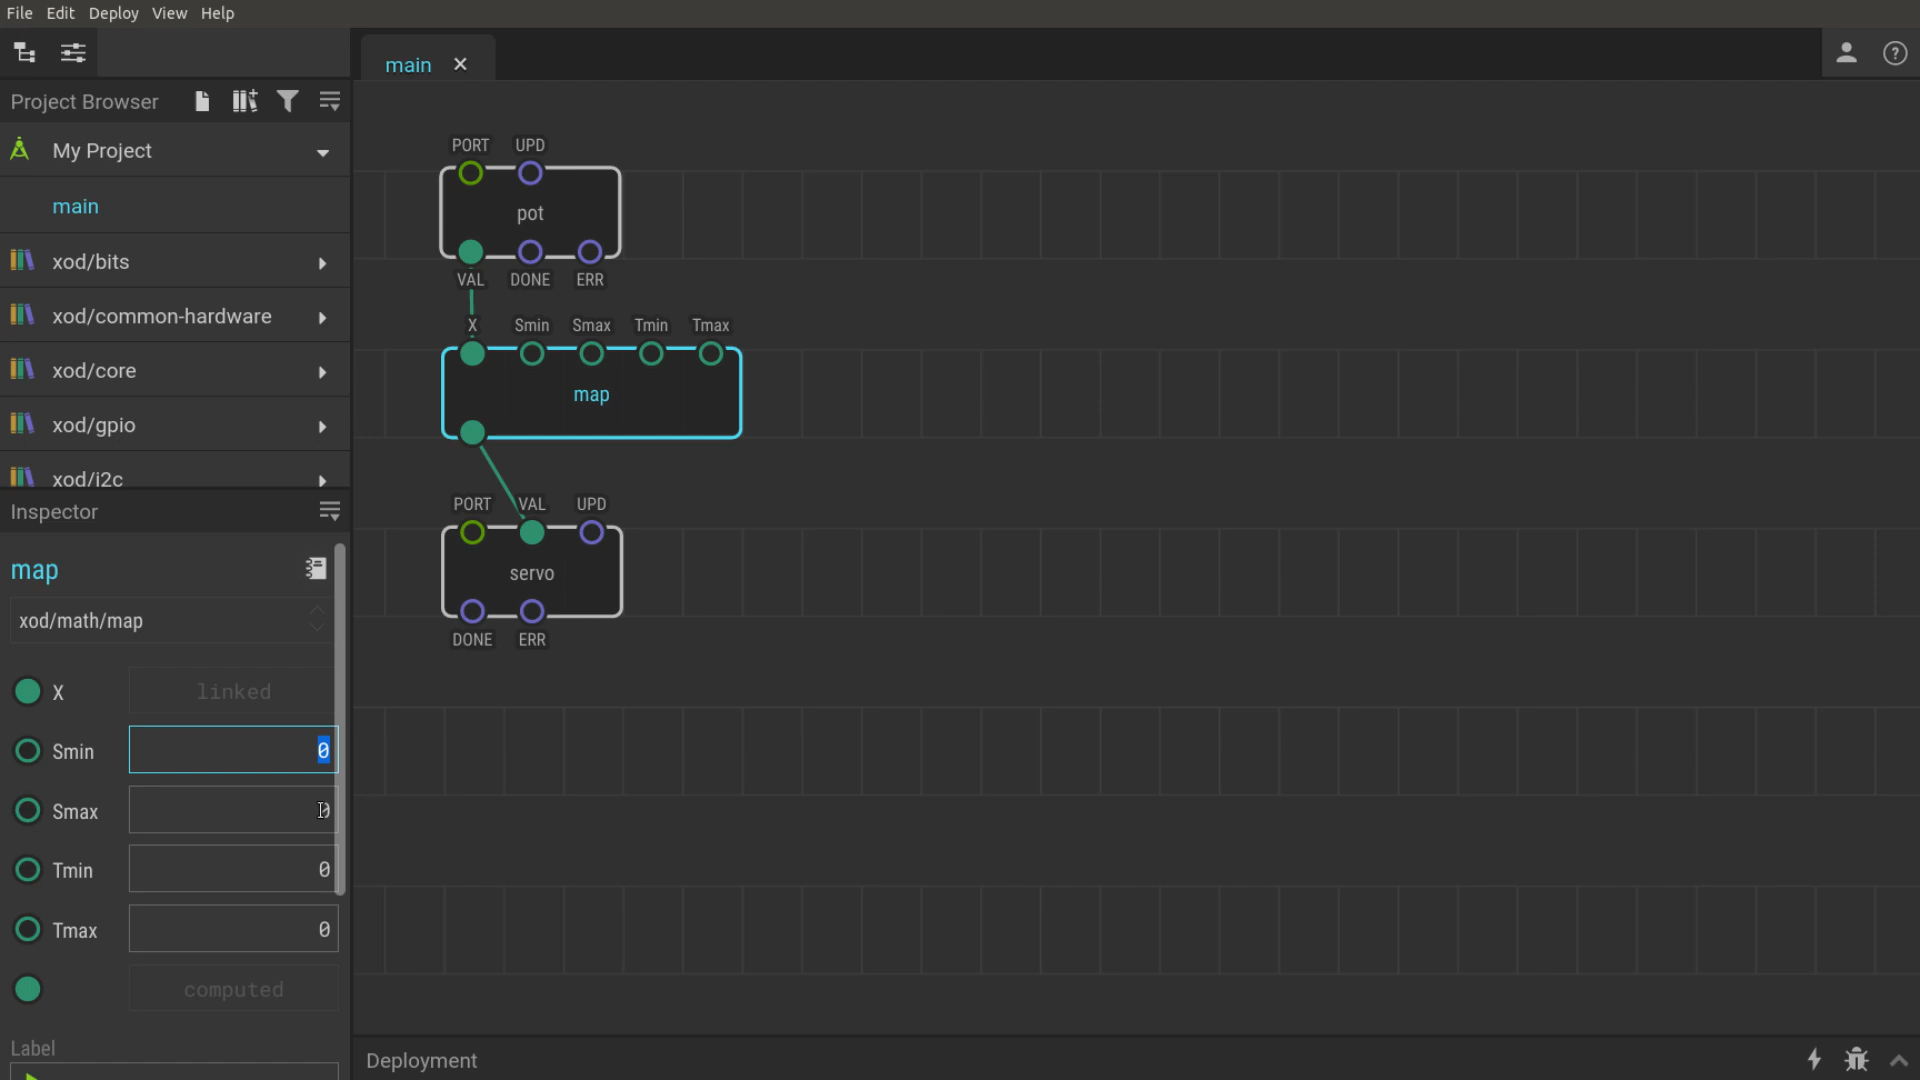 File Edit Deploy View Help
main
Project Browser
My Project
main
xod/bits
xod/common-hardware
xod/core
xod/gpio
xod/i2c
Inspector
map
xod/math/map
X linked
Smin 0
Smax 0
Tmin 0
Tmax 0
computed
Label
PORT UPD
pot
VAL DONE ERR
X Smin Smax Tmin Tmax
map
PORT VAL UPD
servo
DONE ERR
Deployment